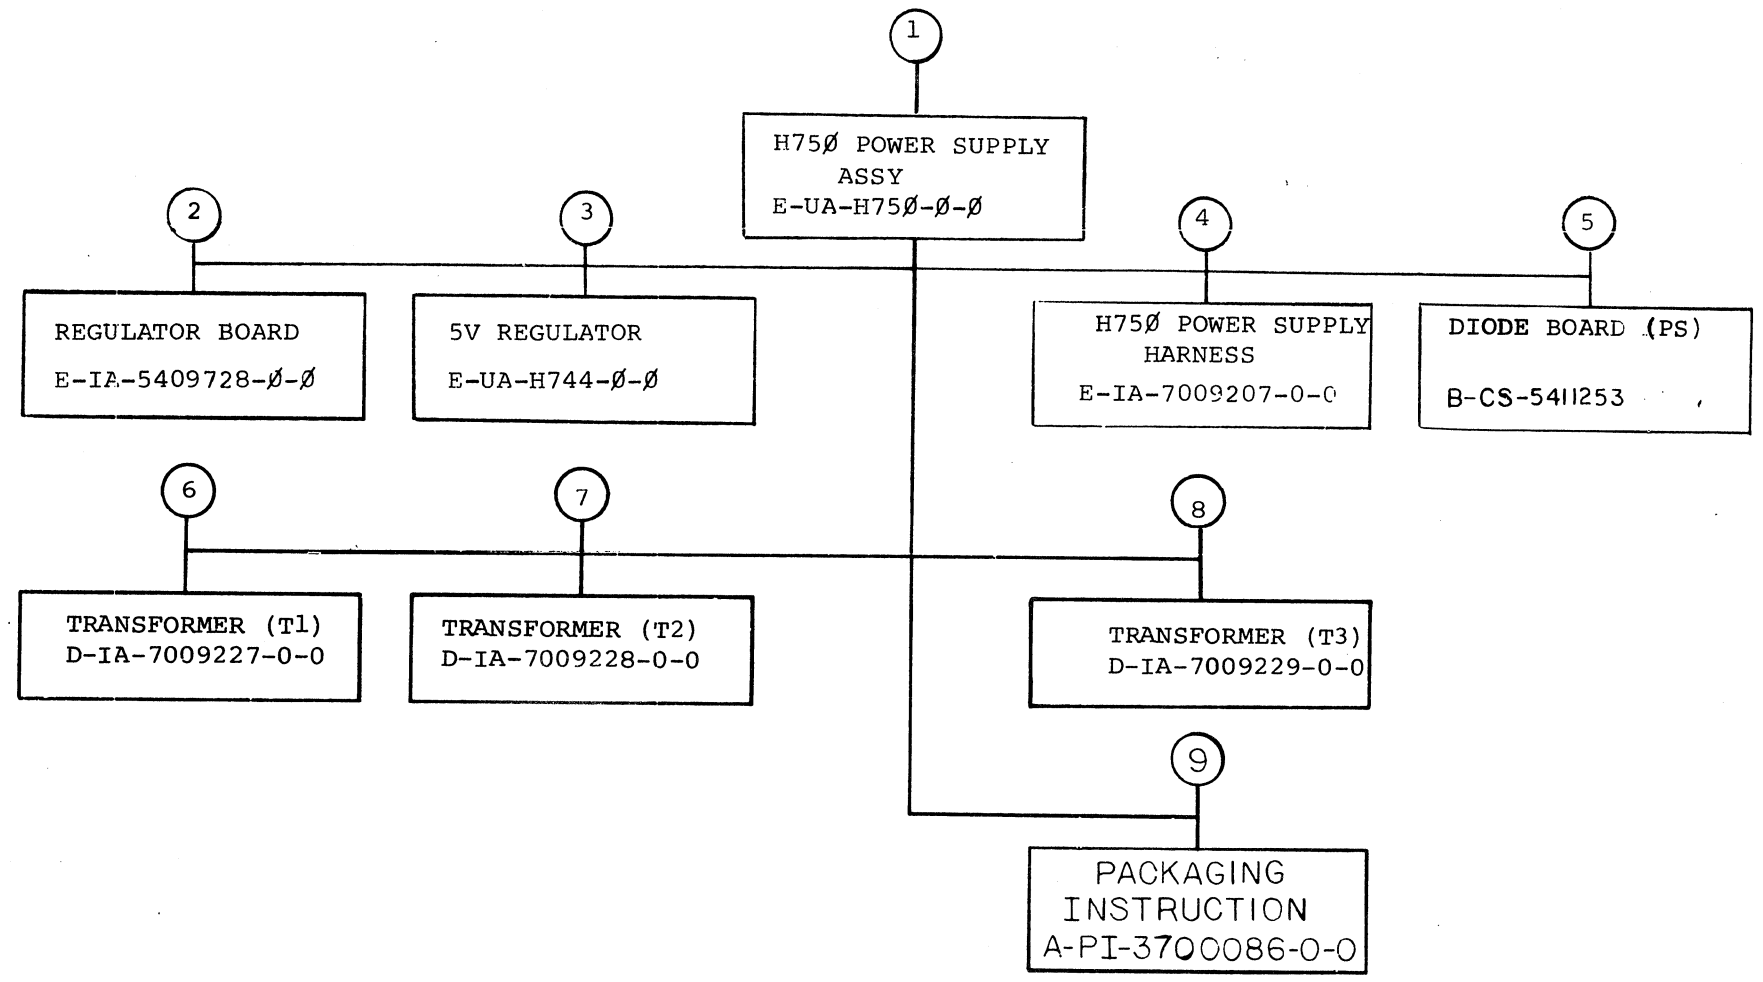 1
H75Ø POWER SUPPLY
ASSY
E-UA-H75Ø-Ø-Ø
2
3
4
5
REGULATOR BOARD
E-IA-5409728-Ø-Ø
5V REGULATOR
E-UA-H744-Ø-Ø
H75Ø POWER SUPPLY
HARNESS
E-IA-7009207-0-0
DIODE BOARD (PS)
B-CS-5411253
6
7
8
TRANSFORMER (T1)
D-IA-7009227-0-0
TRANSFORMER (T2)
D-IA-7009228-0-0
TRANSFORMER (T3)
D-IA-7009229-0-0
9
PACKAGING
INSTRUCTION
A-PI-3700086-0-0